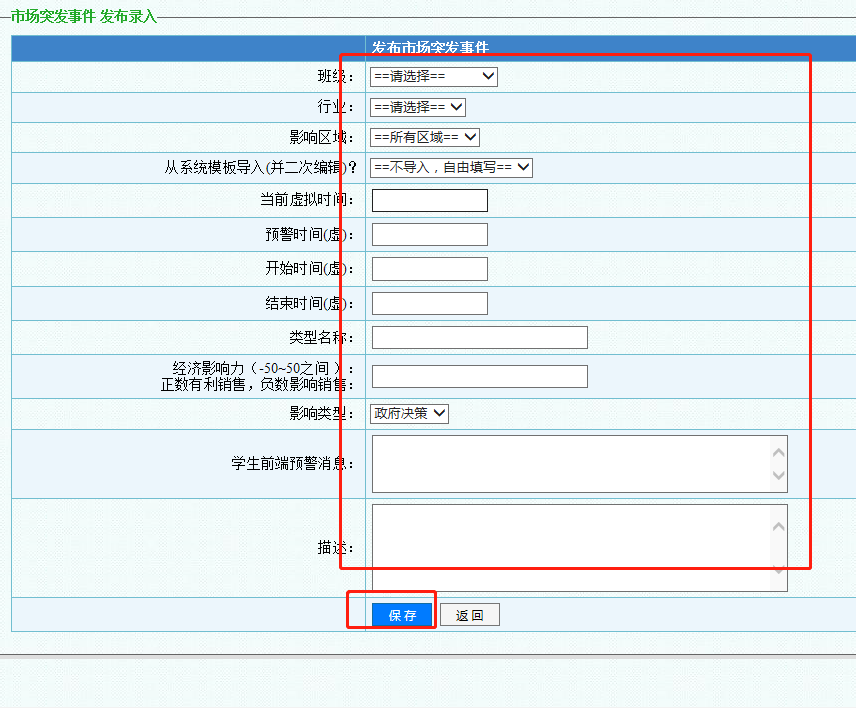 市场突发事件 发布录入
发布市场突发事件
班级： ==请选择==
行业： ==请选择==
影响区域： ==所有区域==
从系统模板导入(并二次编辑)？ ==不导入，自由填写==
当前虚拟时间：
预警时间(虚)：
开始时间(虚)：
结束时间(虚)：
类型名称：
经济影响力（-50~50之间 ）：
正数有利销售，负数影响销售：
影响类型： 政府决策
学生前端预警消息：
描述：
保 存 返 回